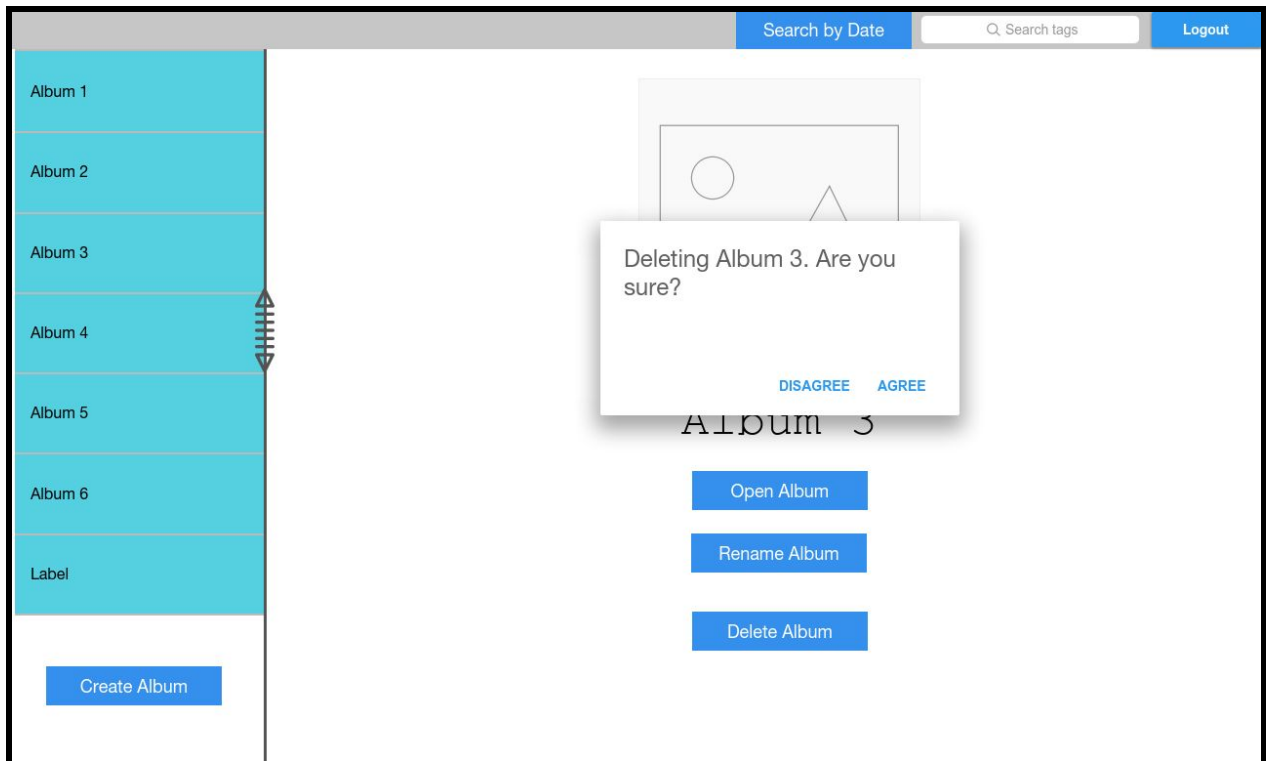 Search by Date
Search tags
Logout
Album 1
Album 2
Album 3
Album 4
Album 5
Album 6
Label
Create Album
Deleting Album 3. Are you
sure?
DISAGREE AGREE
Album 3
Open Album
Rename Album
Delete Album